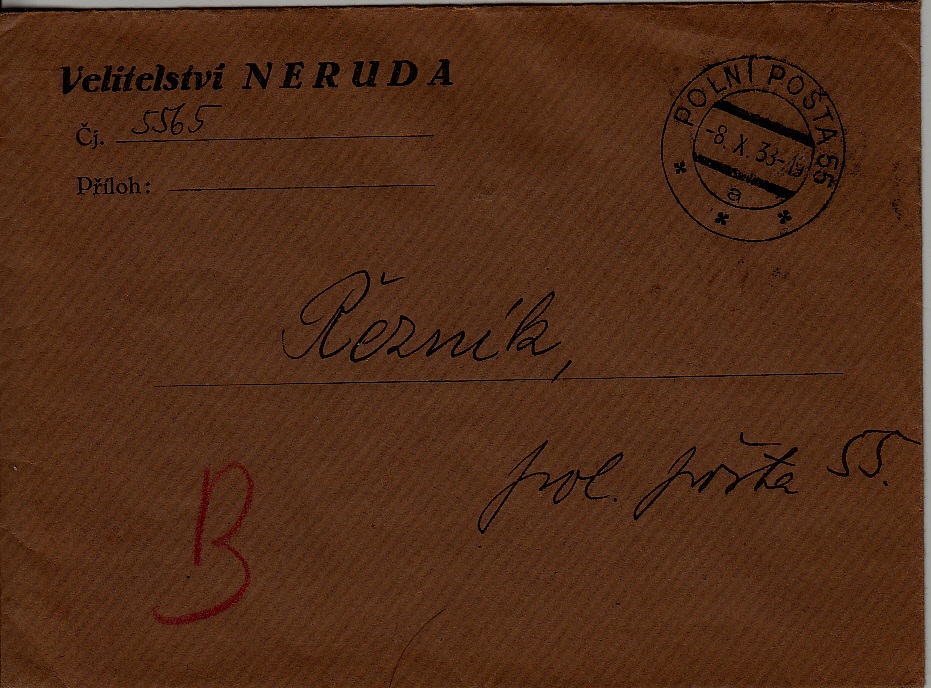 Velitelství NERUDA
Čj. 5565
Příloh:
POLNÍ POŠTA 55
-8. X. 38-19
a
Řezník,
pol. pošta 55.
B